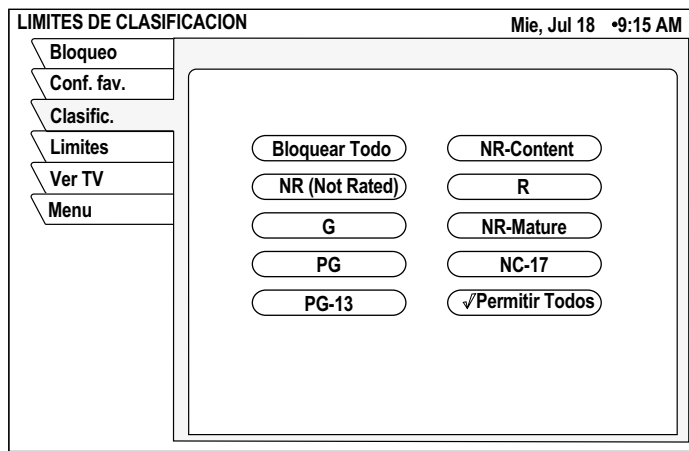 LIMITES DE CLASIFICACION
Mie, Jul 18 •9:15 AM
Bloqueo
Conf. fav.
Clasific.
Limites
Ver TV
Menu
Bloquear Todo
NR-Content
NR (Not Rated)
R
G
NR-Mature
PG
NC-17
PG-13
√Permitir Todos